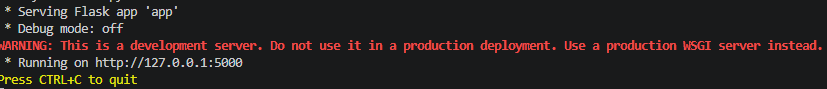 * Serving Flask app 'app'
* Debug mode: off
WARNING: This is a development server. Do not use it in a production deployment. Use a production WSGI server instead.
* Running on http://127.0.0.1:5000
Press CTRL+C to quit